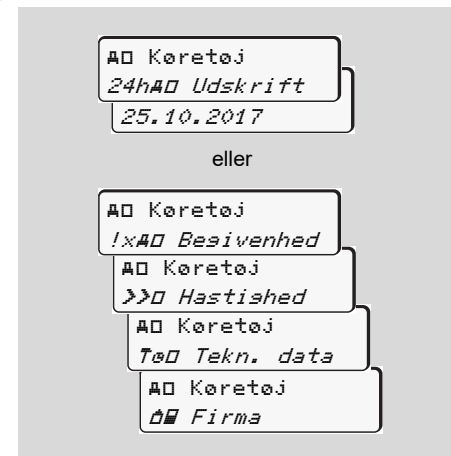 Køretøj
24h Udskrift
25.10.2017
eller
Køretøj
!x Begivenhed
Køretøj
>> Hastighed
Køretøj
Tekn. data
Køretøj
Firma